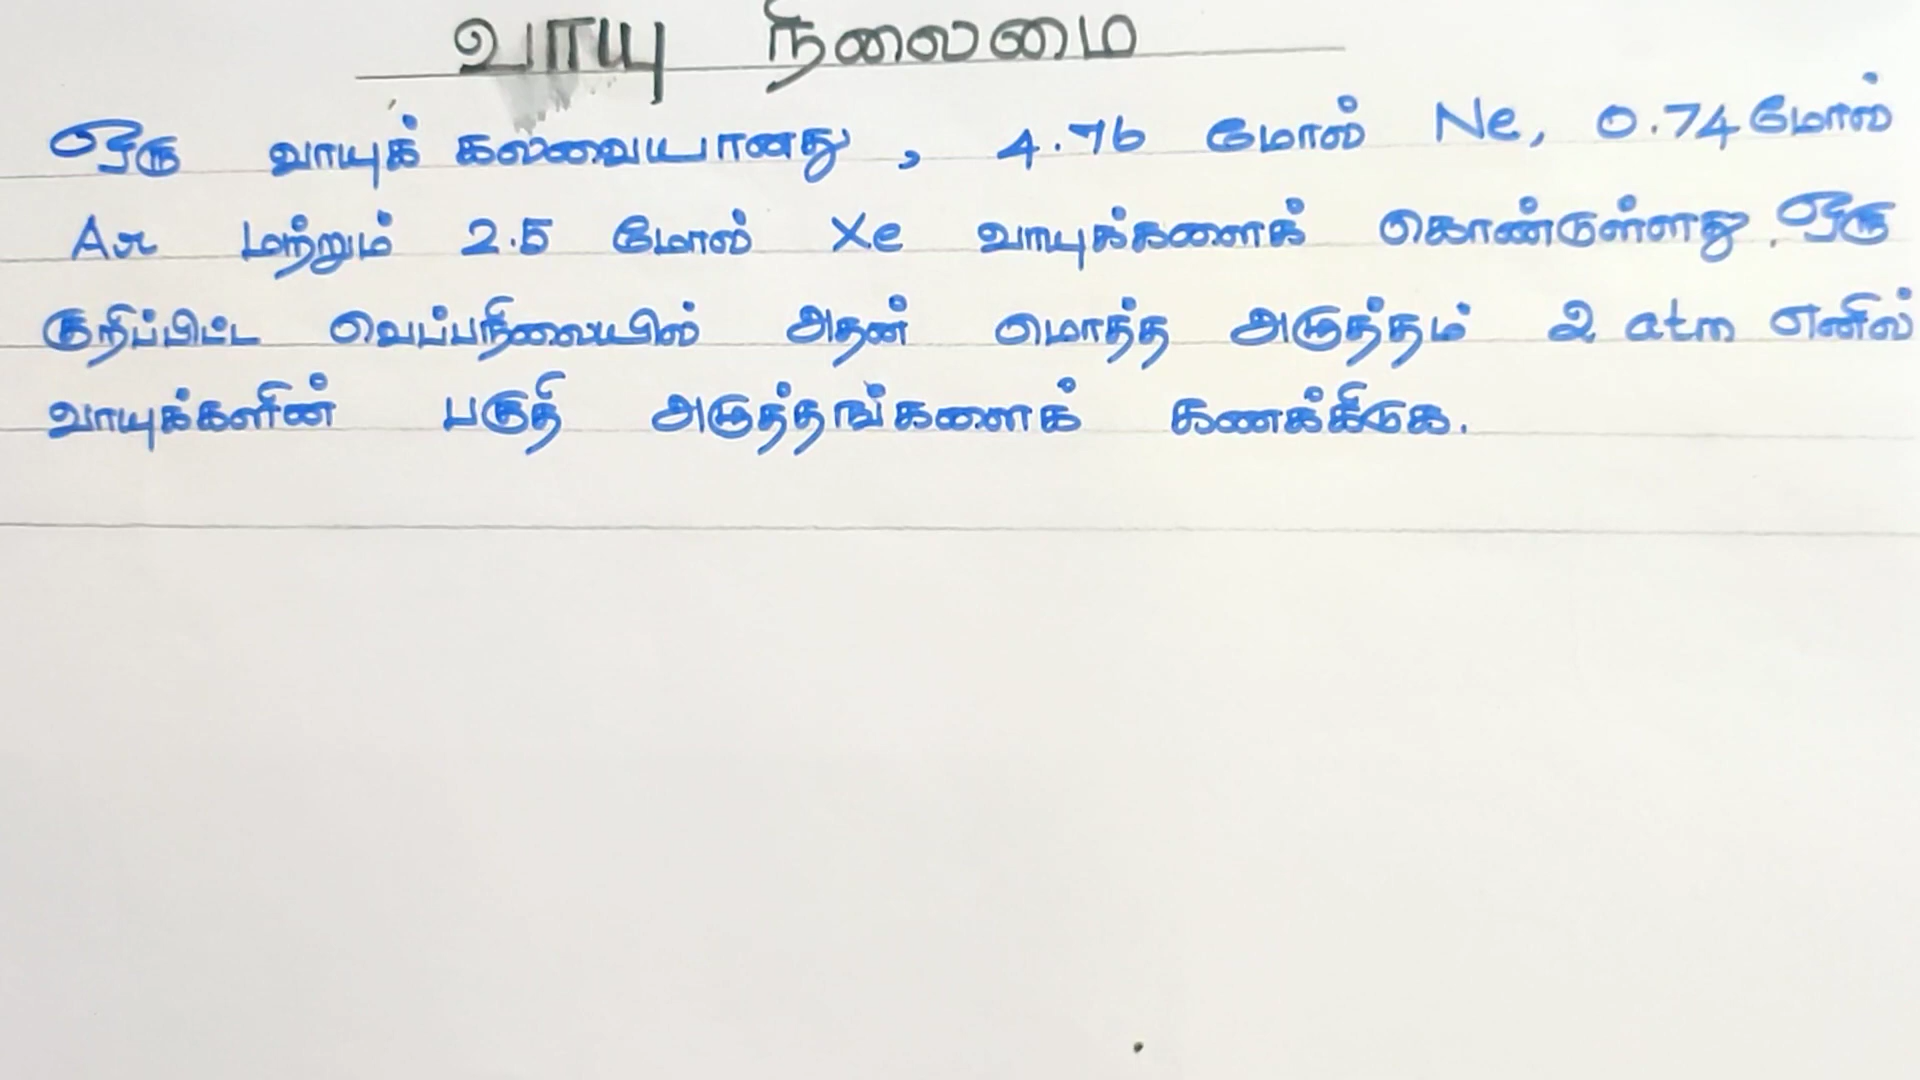 வாயு நிலைமை
ஒரு வாயுக் கலவையானது, 4.76 மோல் Ne, 0.74 மோல்
Ar மற்றும் 2.5 மோல் Xe வாயுக்களைக் கொண்டுள்ளது. ஒரு
குறிப்பிட்ட வெப்பநிலையில் அதன் மொத்த அழுத்தம் 2 atm எனில்
வாயுக்களின் பகுதி அழுத்தங்களைக் கணக்கிடுக.